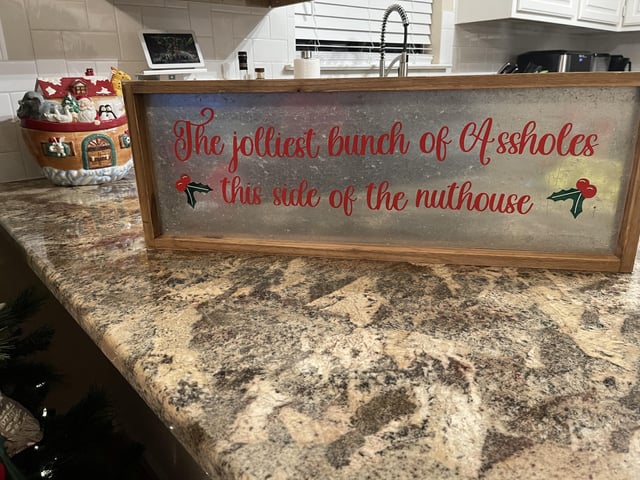 The jolliest bunch of Assholes
this side of the nuthouse